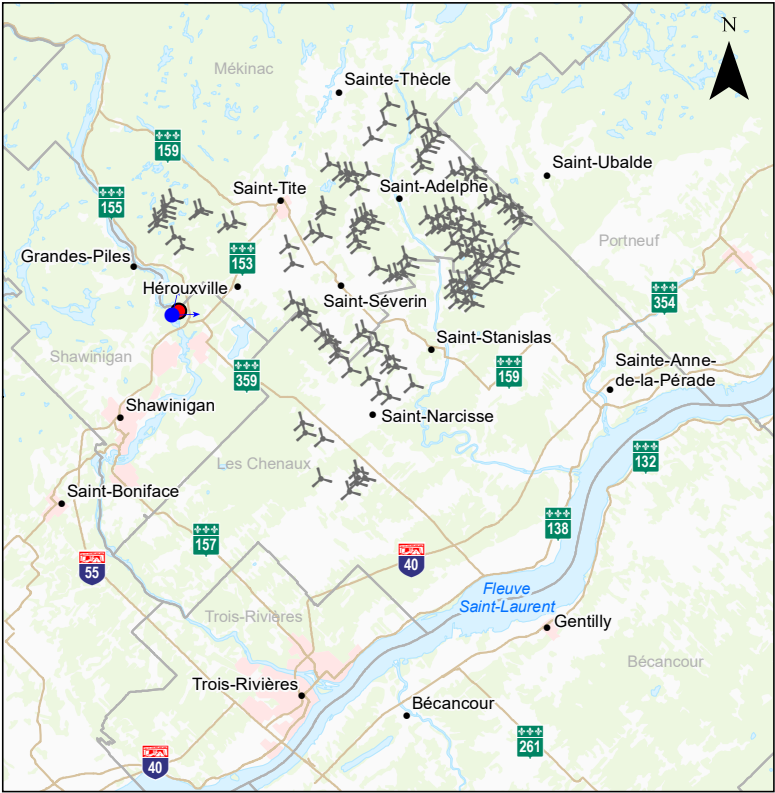 N
Mékinac
Sainte-Thècle
159
Saint-Ubalde
Saint-Tite
Saint-Adelphe
155
Portneuf
Grandes-Piles
153
Hérouxville
354
Saint-Séverin
Saint-Stanislas
Shawinigan
Sainte-Anne-
de-la-Pérade
359
159
Shawinigan
Saint-Narcisse
Les Chenaux
132
Saint-Boniface
138
157
40
55
Fleuve
Saint-Laurent
Trois-Rivières
Gentilly
Bécancour
Trois-Rivières
Bécancour
261
40